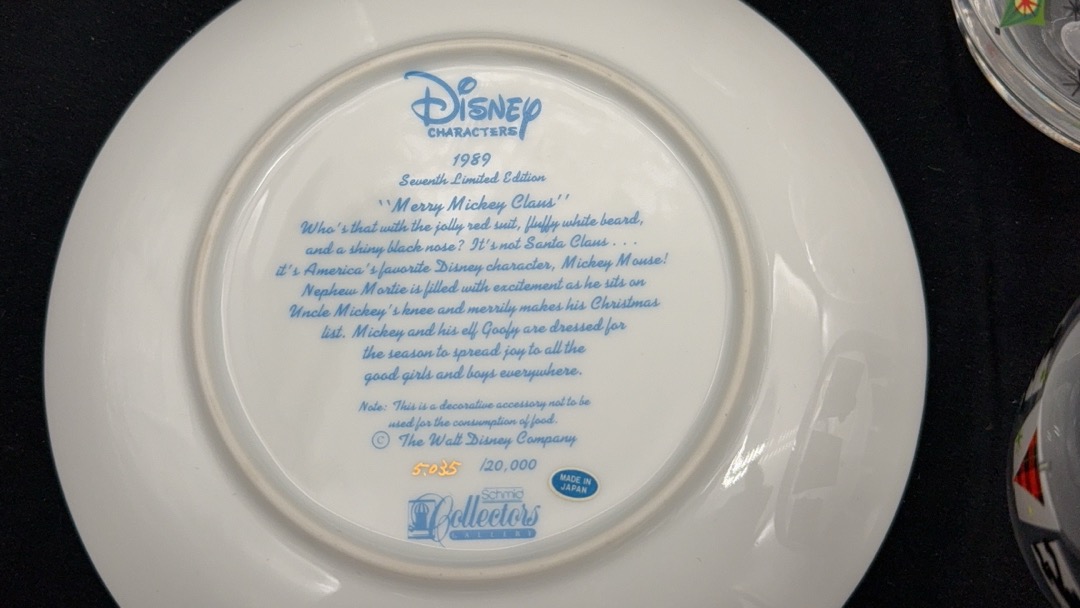 Disney
CHARACTERS
1989
Seventh Limited Edition
"Merry Mickey Claus"
Who's that with the jolly red suit, fluffy white beard,
and a shiny black nose? It's not Santa Claus . . .
it's America's favorite Disney character, Mickey Mouse!
Nephew Mortie is filled with excitement as he sits on
Uncle Mickey's knee and merrily makes his Christmas
list. Mickey and his elf Goofy are dressed for
the season to spread joy to all the
good girls and boys everywhere.
Note: This is a decorative accessory not to be
used for the consumption of food.
© The Walt Disney Company
5,035 /20,000
MADE IN
JAPAN
Schmid
Collectors
GALLERY